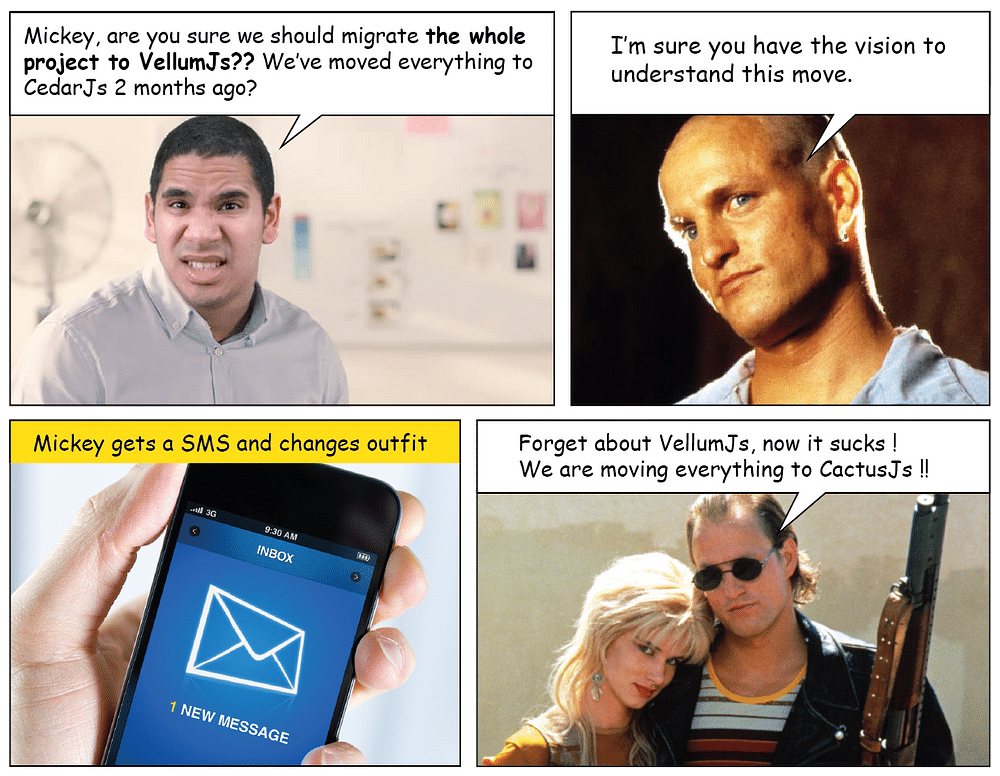 Mickey, are you sure we should migrate the whole
project to VellumJs?? We've moved everything to
CedarJs 2 months ago?
I'm sure you have the vision to
understand this move.
Mickey gets a SMS and changes outfit
3G
9:30 AM
INBOX
1 NEW MESSAGE
Forget about VellumJs, now it sucks !
We are moving everything to CactusJs !!